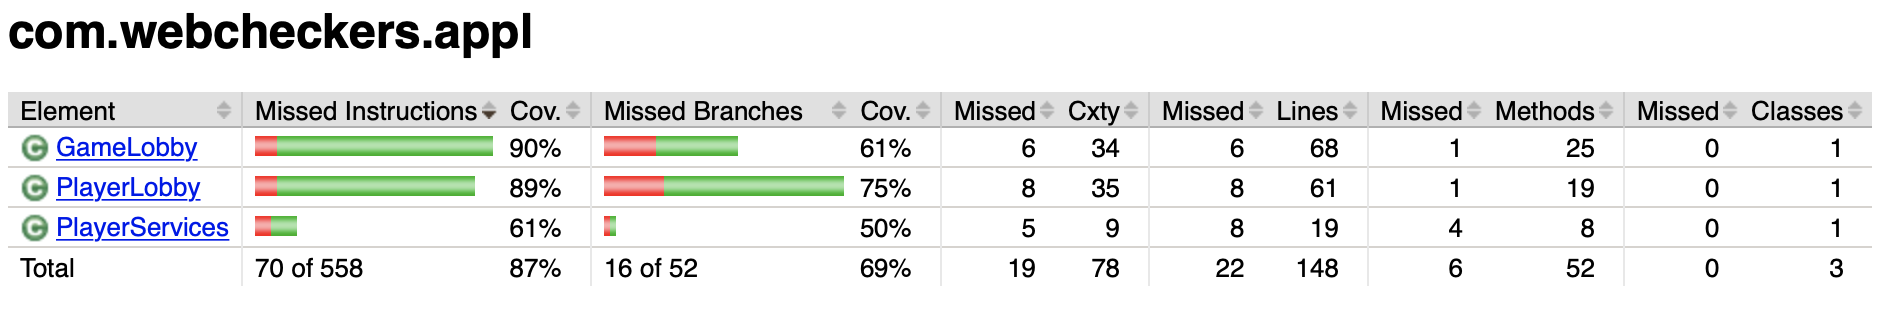 com.webcheckers.appl
Element Missed Instructions Cov. Missed Branches Cov. Missed Cxty Missed Lines Missed Methods Missed Classes
C GameLobby 90% 61% 6 34 6 68 1 25 0 1
C PlayerLobby 89% 75% 8 35 8 61 1 19 0 1
C PlayerServices 61% 50% 5 9 8 19 4 8 0 1
Total 70 of 558 87% 16 of 52 69% 19 78 22 148 6 52 0 3